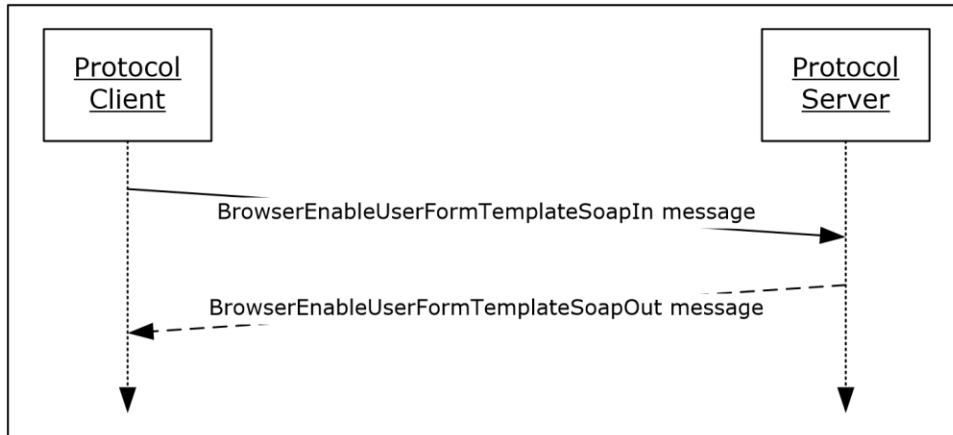 Protocol
Client
Protocol
Server
BrowserEnableUserFormTemplateSoapIn message
BrowserEnableUserFormTemplateSoapOut message